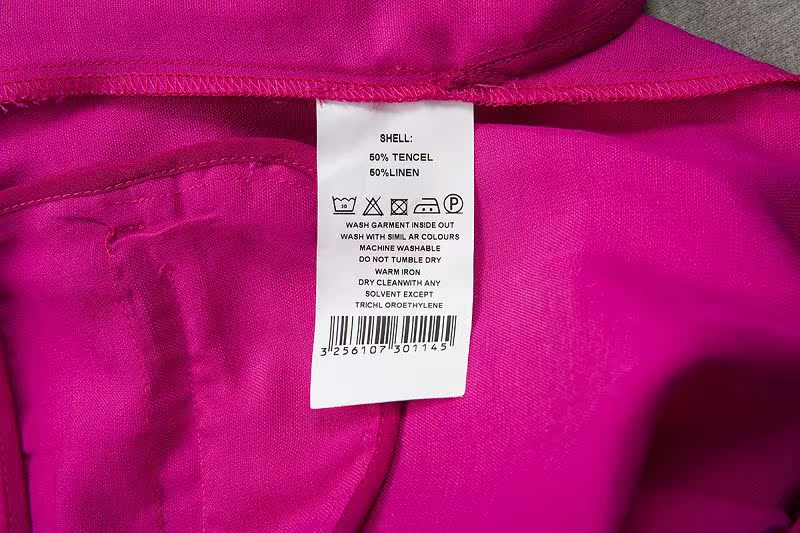 SHELL:
50% TENCEL
50%LINEN
30 P
WASH GARMENT INSIDE OUT
WASH WITH SIMIL AR COLOURS
MACHINE WASHABLE
DO NOT TUMBLE DRY
WARM IRON
DRY CLEANWITH ANY
SOLVENT EXCEPT
TRICHL OROETHYLENE
3 256107 301145